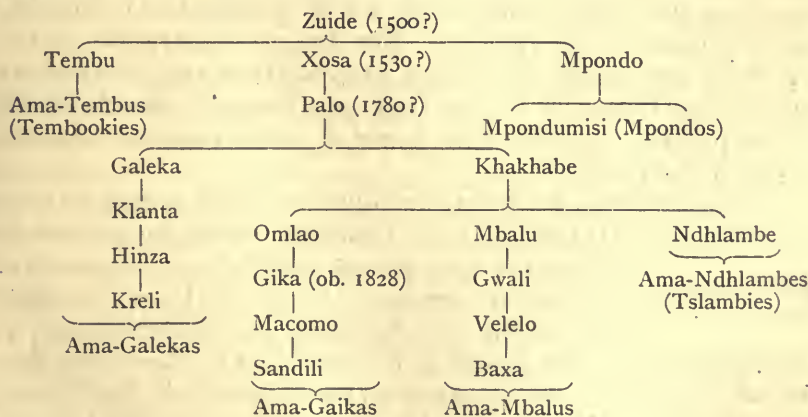 Zuide (1500?)
Tembu Xosa (1530?) Mpondo
Ama-Tembus Palo (1780?)
(Tembookies) Mpondumisi (Mpondos)
Galeka Khakhabe
Klanta
Omlao Mbalu Ndhlambe
Hinza
Gika (ob. 1828) Gwali Ama-Ndhlambes
Kreli (Tslambies)
Macomo Velelo
Ama-Galekas
Sandili Baxa
Ama-Gaikas Ama-Mbalus